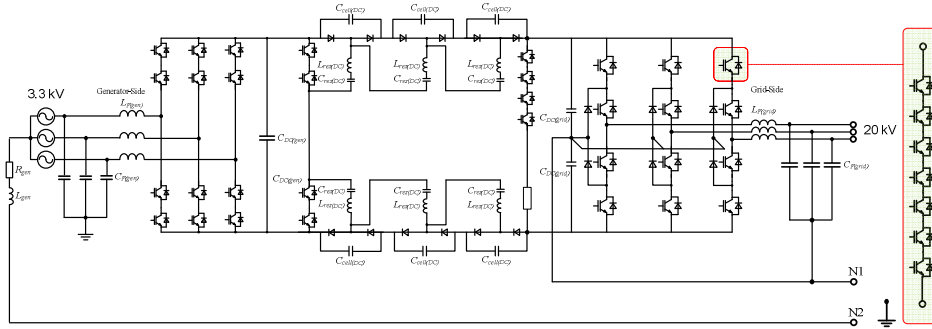 C_cell(DC) C_cell(DC) C_cell(DC)
L_res(DC) L_res(DC) L_res(DC)
C_res(DC) C_res(DC) C_res(DC)
3.3 kV
Generator-Side
L_F(gen)
C_DC(gen)
C_DC(gen)
C_F(gen)
R_gen
L_gen
C_DC(grid)
C_DC(grid)
Grid-Side
L_F(grid)
20 kV
C_F(grid)
C_res(DC) C_res(DC) C_res(DC)
L_res(DC) L_res(DC) L_res(DC)
C_cell(DC) C_cell(DC) C_cell(DC)
N1
N2